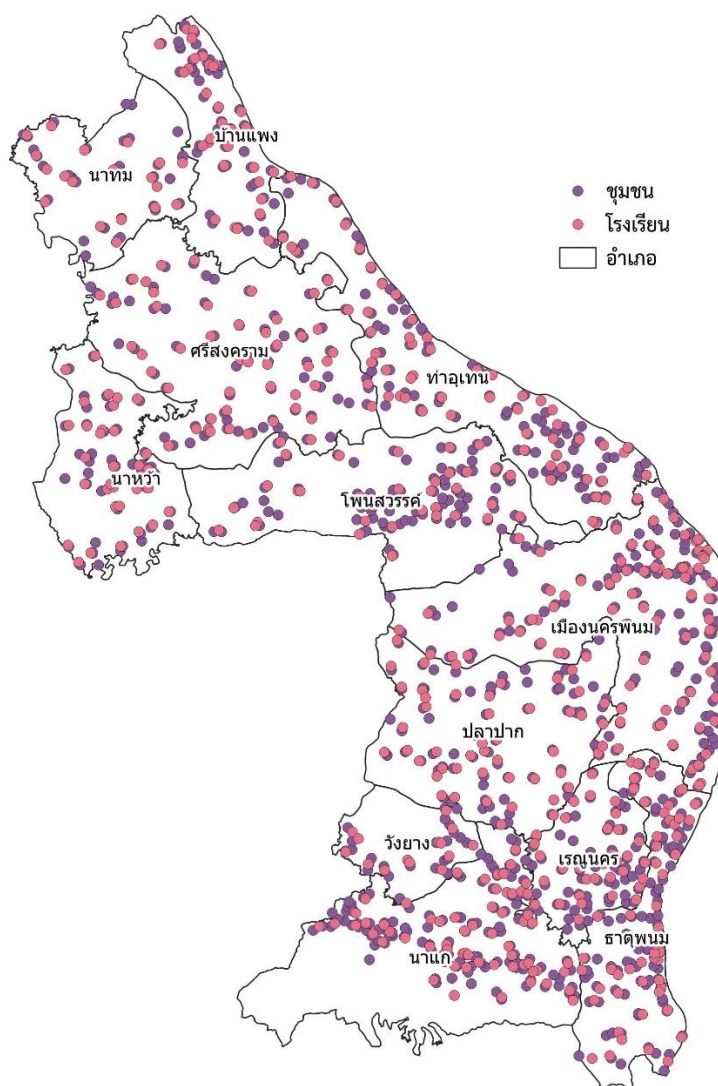 บ้านแพง
นาทม
ชุมชน
โรงเรียน
อำเภอ
ศรีสงคราม
ท่าอุเทน
นาหว้า
โพนสวรรค์
เมืองนครพนม
ปลาปาก
วังยาง
เรณูนคร
ธาตุพนม
นาแก